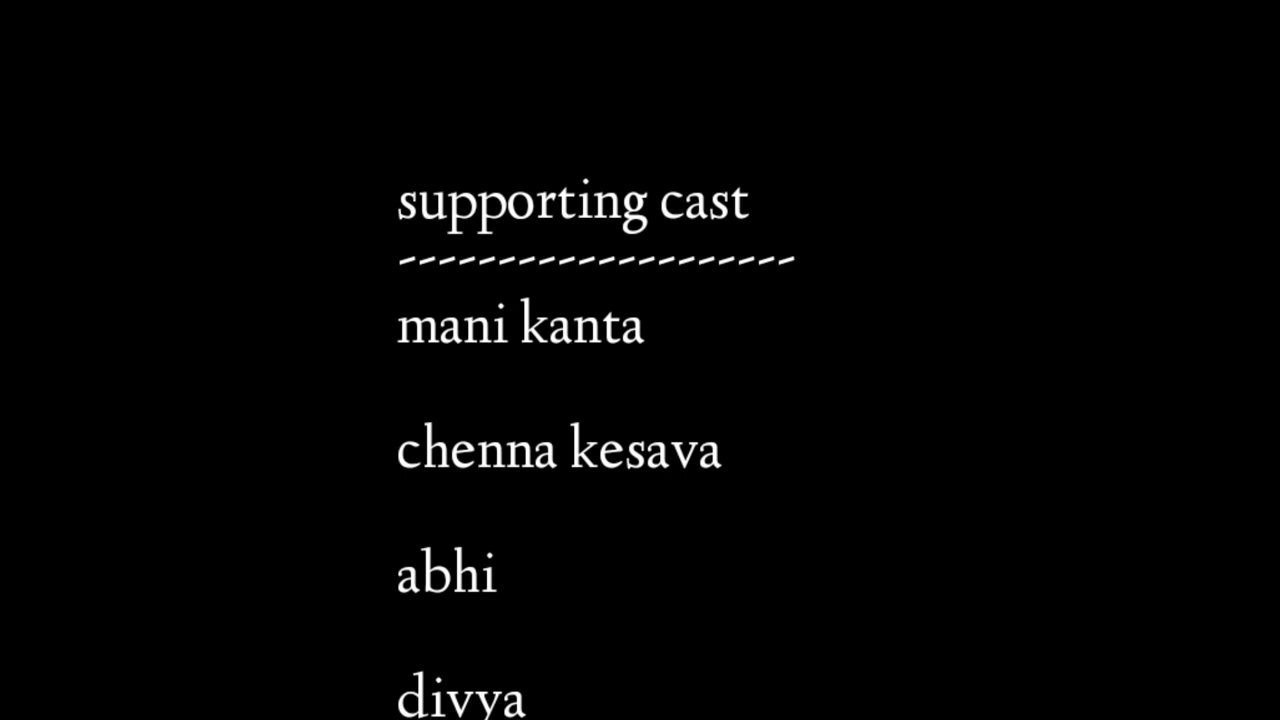 supporting cast
--------------------
mani kanta
chenna kesava
abhi
divya